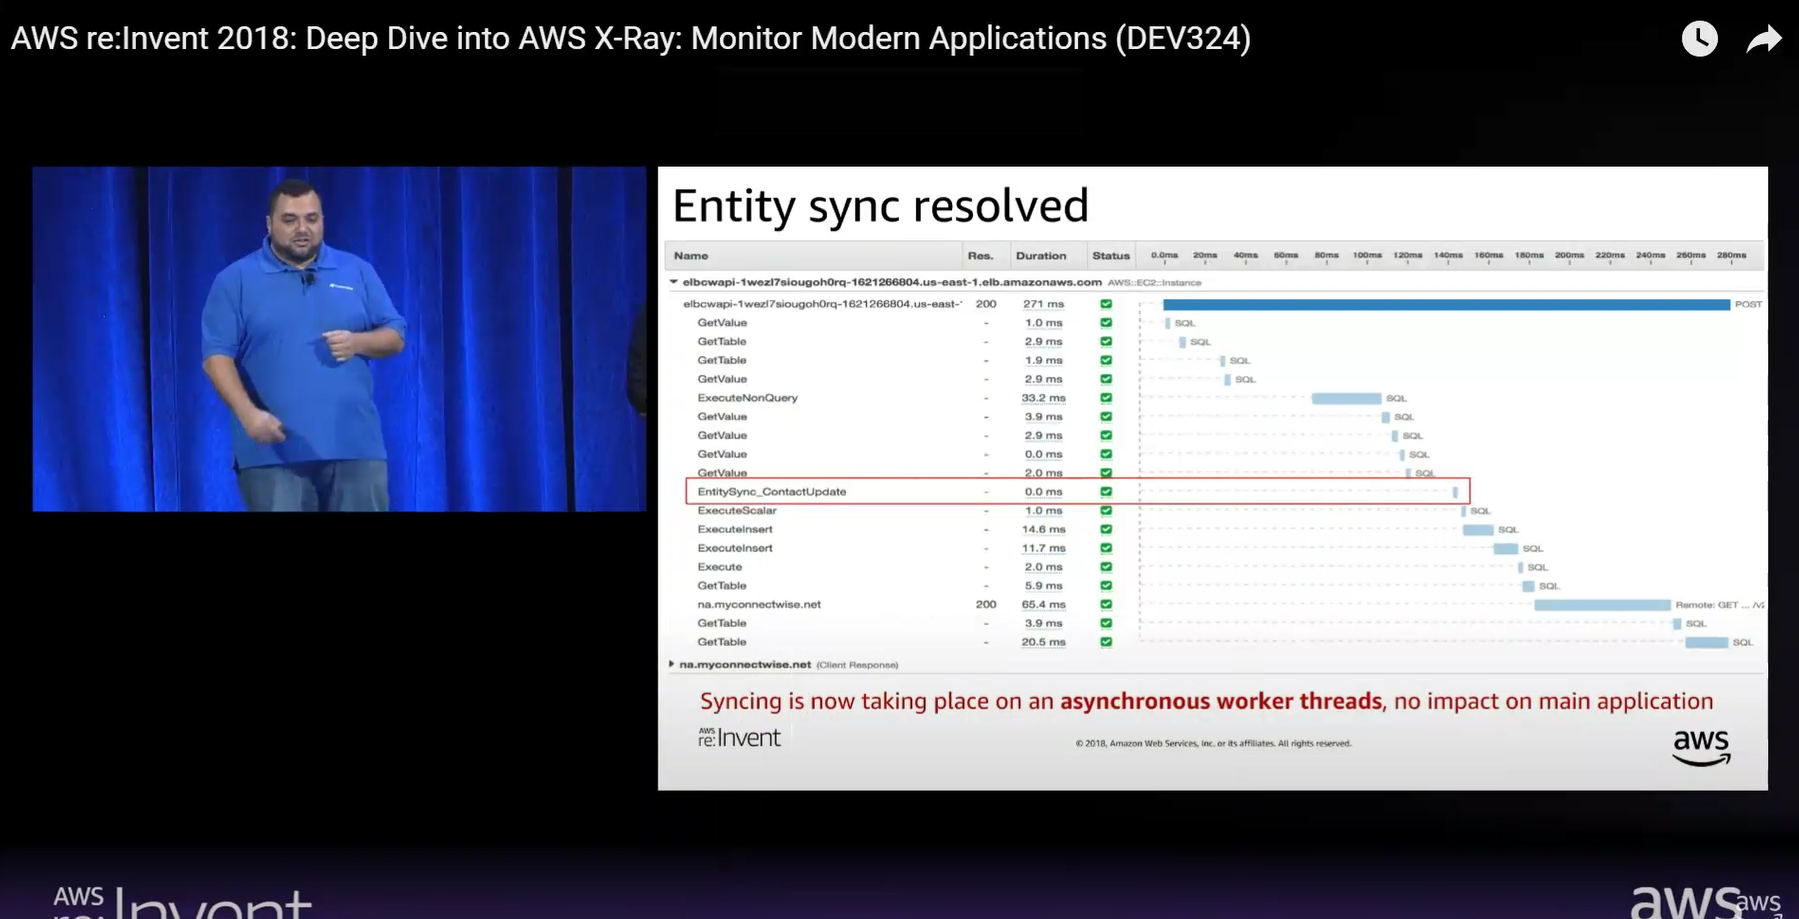 AWS re:Invent 2018: Deep Dive into AWS X-Ray: Monitor Modern Applications (DEV324)
Entity sync resolved
Name Res. Duration Status 0.0ms 20ms 40ms 60ms 80ms 100ms 120ms 140ms 160ms 180ms 200ms 220ms 240ms 260ms 280ms
elbcwapi-1wezl7siougoh0rq-1621266804.us-east-1.elb.amazonaws.com AWS::EC2::Instance
elbcwapi-1wezl7siougoh0rq-1621266804.us-east-1 200 271 ms POST
GetValue - 1.0 ms SQL
GetTable - 2.9 ms SQL
GetTable - 1.9 ms SQL
GetValue - 2.9 ms SQL
ExecuteNonQuery - 33.2 ms SQL
GetValue - 3.9 ms SQL
GetValue - 2.9 ms SQL
GetValue - 0.0 ms SQL
GetValue - 2.0 ms SQL
EntitySync_ContactUpdate - 0.0 ms
ExecuteScalar - 1.0 ms SQL
ExecuteInsert - 14.6 ms SQL
ExecuteInsert - 11.7 ms SQL
Execute - 2.0 ms SQL
GetTable - 5.9 ms SQL
na.myconnectwise.net 200 65.4 ms Remote: GET ... /v2
GetTable - 3.9 ms SQL
GetTable - 20.5 ms SQL
na.myconnectwise.net (Client Response)
Syncing is now taking place on an asynchronous worker threads, no impact on main application
AWS
re:Invent
© 2018, Amazon Web Services, Inc. or its affiliates. All rights reserved.
aws
AWS
re:Invent
aws
aws